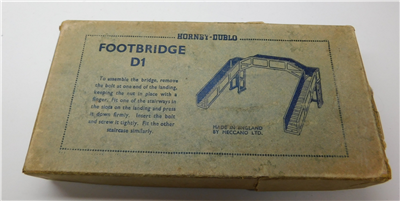 HORNBY-DUBLO
FOOTBRIDGE
D1
To assemble the bridge, remove
the bolt at one end of the landing,
keeping the nut in place with a
finger, fit one of the stairways in
the slots on the landing and press
it down firmly. Insert the bolt
and screw it tightly. Fix the other
staircase similarly.
MADE IN ENGLAND
BY MECCANO LTD.